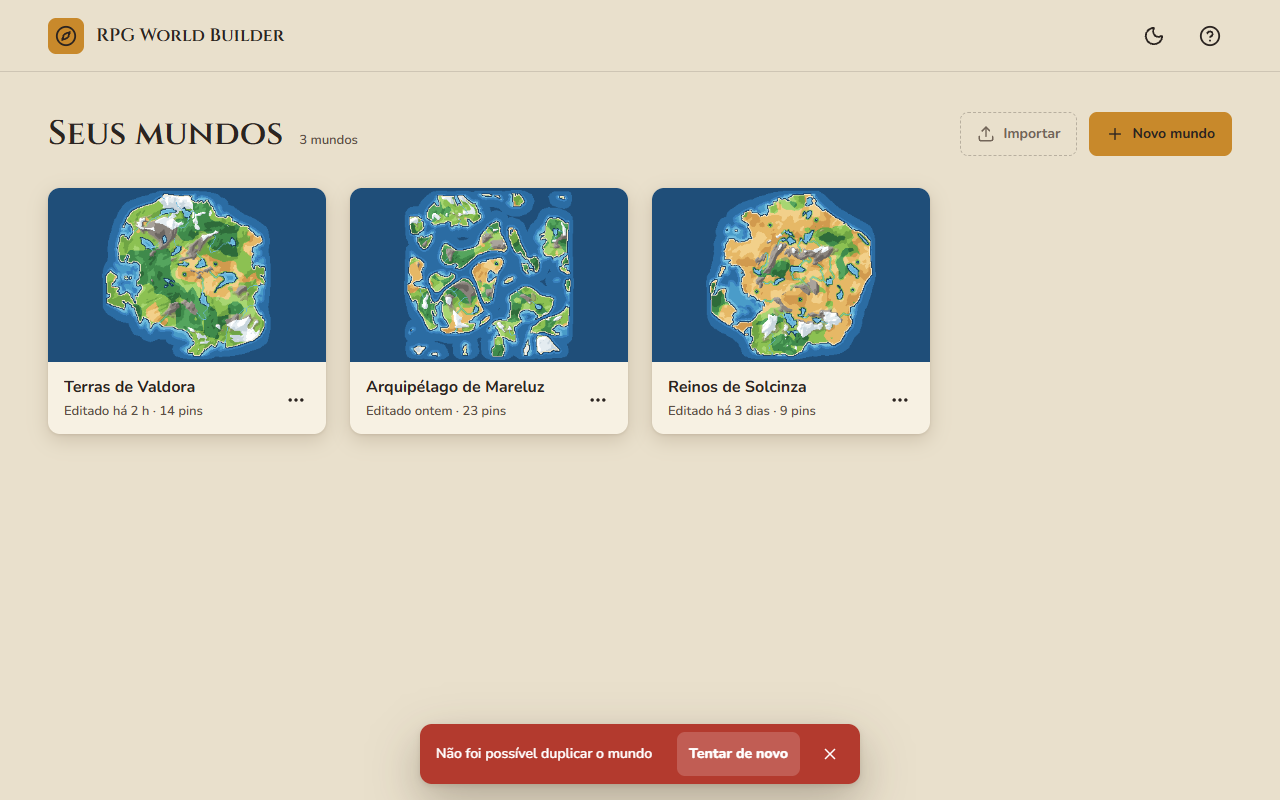 RPG World Builder
Seus mundos
3 mundos
Importar
Novo mundo
Terras de Valdora
Editado há 2 h · 14 pins
Arquipélago de Mareluz
Editado ontem · 23 pins
Reinos de Solcinza
Editado há 3 dias · 9 pins
Não foi possível duplicar o mundo
Tentar de novo